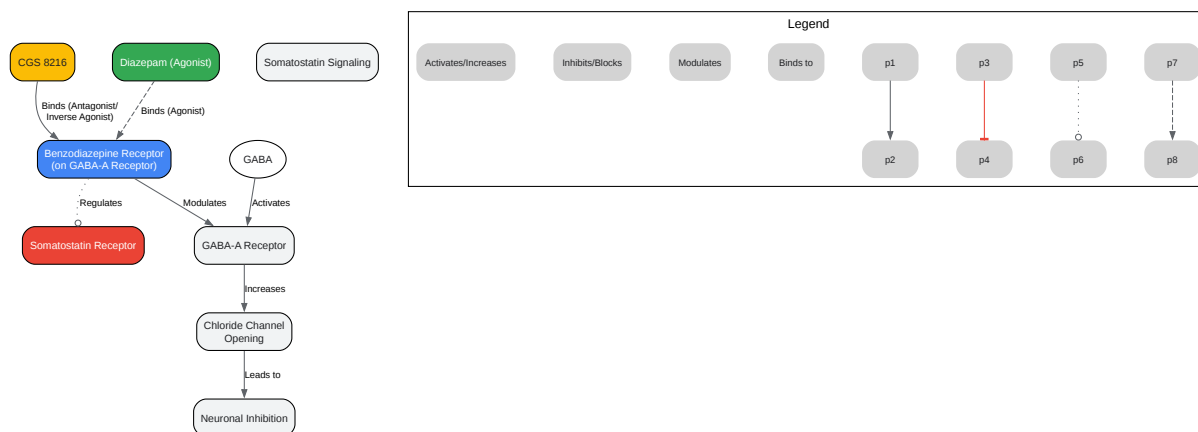 Legend
CGS 8216
Diazepam (Agonist)
Somatostatin Signaling
Activates/Increases
Inhibits/Blocks
Modulates
Binds to
p1
p3
p5
p7
Binds (Antagonist/
Inverse Agonist)
Binds (Agonist)
Benzodiazepine Receptor
(on GABA-A Receptor)
GABA
p2
p4
p6
p8
Regulates
Modulates
Activates
Somatostatin Receptor
GABA-A Receptor
Increases
Chloride Channel
Opening
Leads to
Neuronal Inhibition